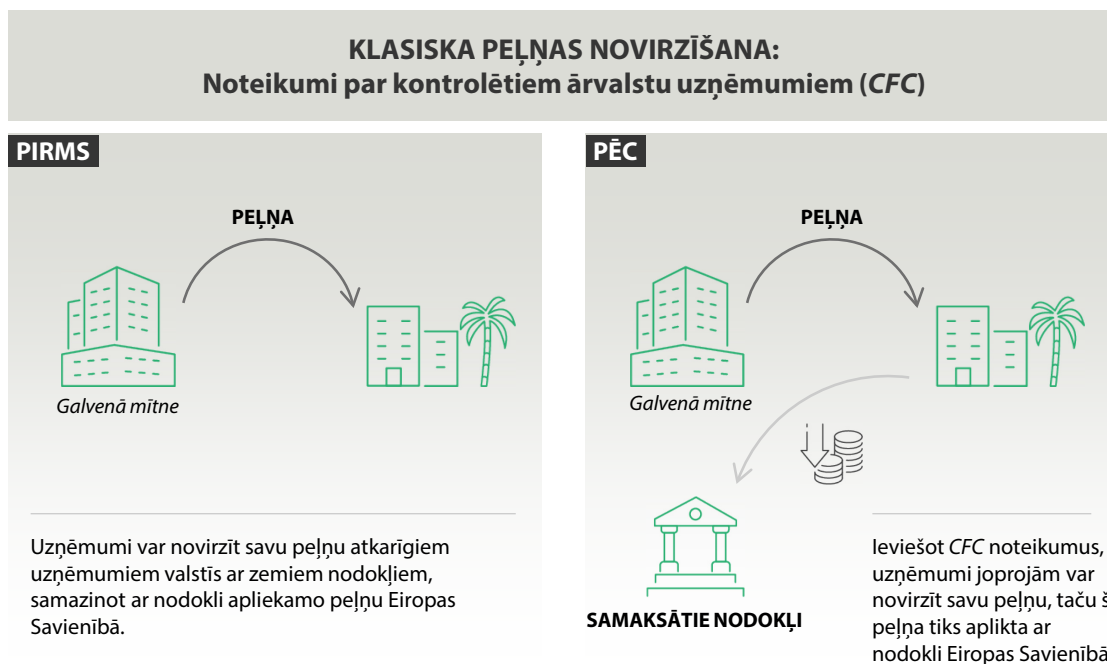 KLASISKA PEĻŅAS NOVIRZĪŠANA:
Noteikumi par kontrolētiem ārvalstu uzņēmumiem (CFC)
PIRMS
PEĻŅA
Galvenā mītne
Uzņēmumi var novirzīt savu peļņu atkarīgiem
uzņēmumiem valstīs ar zemiem nodokļiem,
samazinot ar nodokli apliekamo peļņu Eiropas
Savienībā.
PĒC
PEĻŅA
Galvenā mītne
SAMAKSĀTIE NODOKĻI
Ieviešot CFC noteikumus,
uzņēmumi joprojām var
novirzīt savu peļņu, taču
peļņa tiks aplikta ar
nodokli Eiropas Savienībā